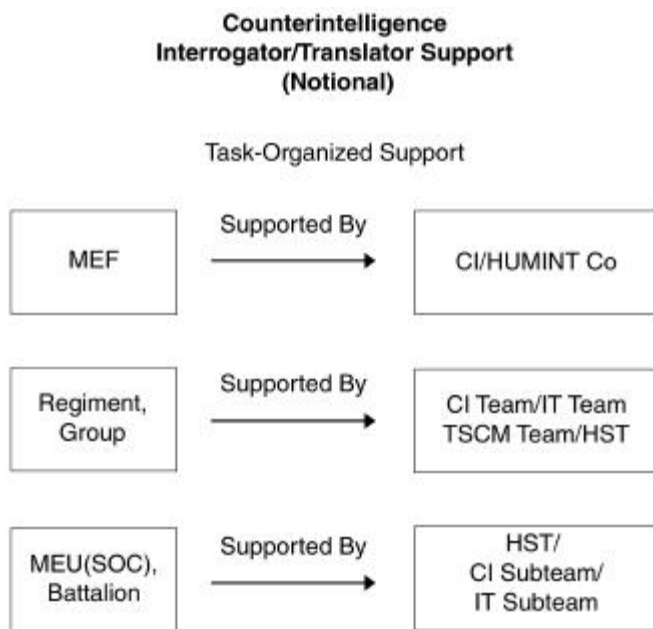 Counterintelligence
Interrogator/Translator Support
(Notional)
Task-Organized Support
MEF
Supported By
CI/HUMINT Co
Regiment,
Group
Supported By
CI Team/IT Team
TSCM Team/HST
MEU(SOC),
Battalion
Supported By
HST/
CI Subteam/
IT Subteam